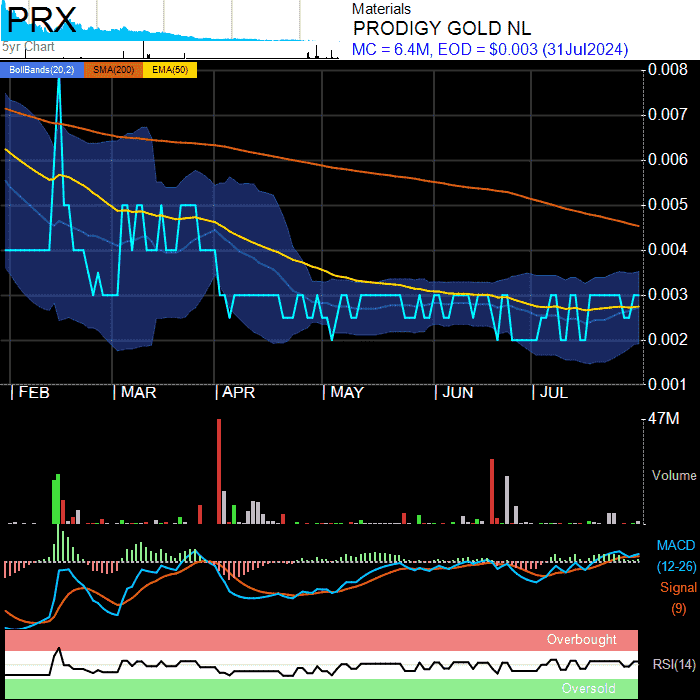 PRX
5yr Chart
Materials
PRODIGY GOLD NL
MC = 6.4M, EOD = $0.003 (31Jul2024)
BollBands(20,2) SMA(200) EMA(50)
0.008
0.007
0.006
0.005
0.004
0.003
0.002
0.001
FEB MAR APR MAY JUN JUL
47M
Volume
MACD
(12-26)
Signal
(9)
Overbought
RSI(14)
Oversold